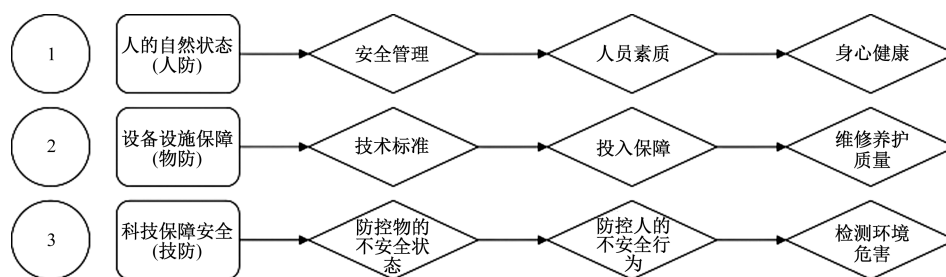 1
人的自然状态
(人防)
安全管理
人员素质
身心健康
2
设备设施保障
(物防)
技术标准
投入保障
维修养护
质量
3
科技保障安全
(技防)
防控物的
不安全状
态
防控人的
不安全行
为
检测环境
危害